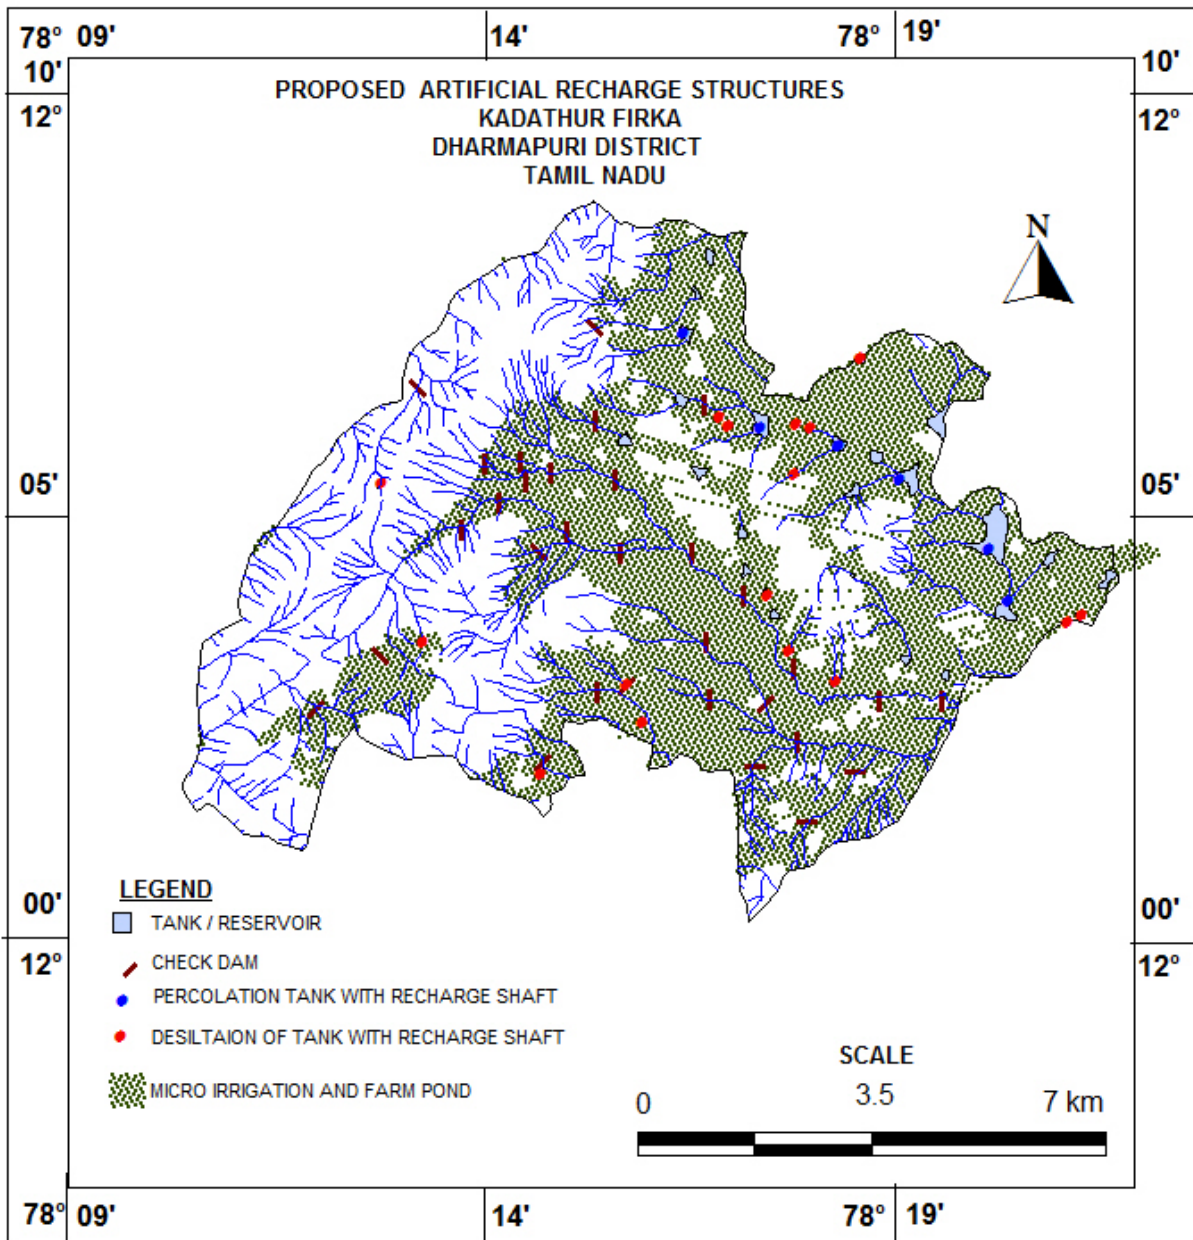 78° 09' 14' 78° 19'
10' 10'
12° 12°
PROPOSED ARTIFICIAL RECHARGE STRUCTURES
KADATHUR FIRKA
DHARMAPURI DISTRICT
TAMIL NADU
N
05' 05'
00' 00'
12° 12°
LEGEND
TANK / RESERVOIR
CHECK DAM
PERCOLATION TANK WITH RECHARGE SHAFT
DESILTAION OF TANK WITH RECHARGE SHAFT
MICRO IRRIGATION AND FARM POND
SCALE
0 3.5 7 km
78° 09' 14' 78° 19'